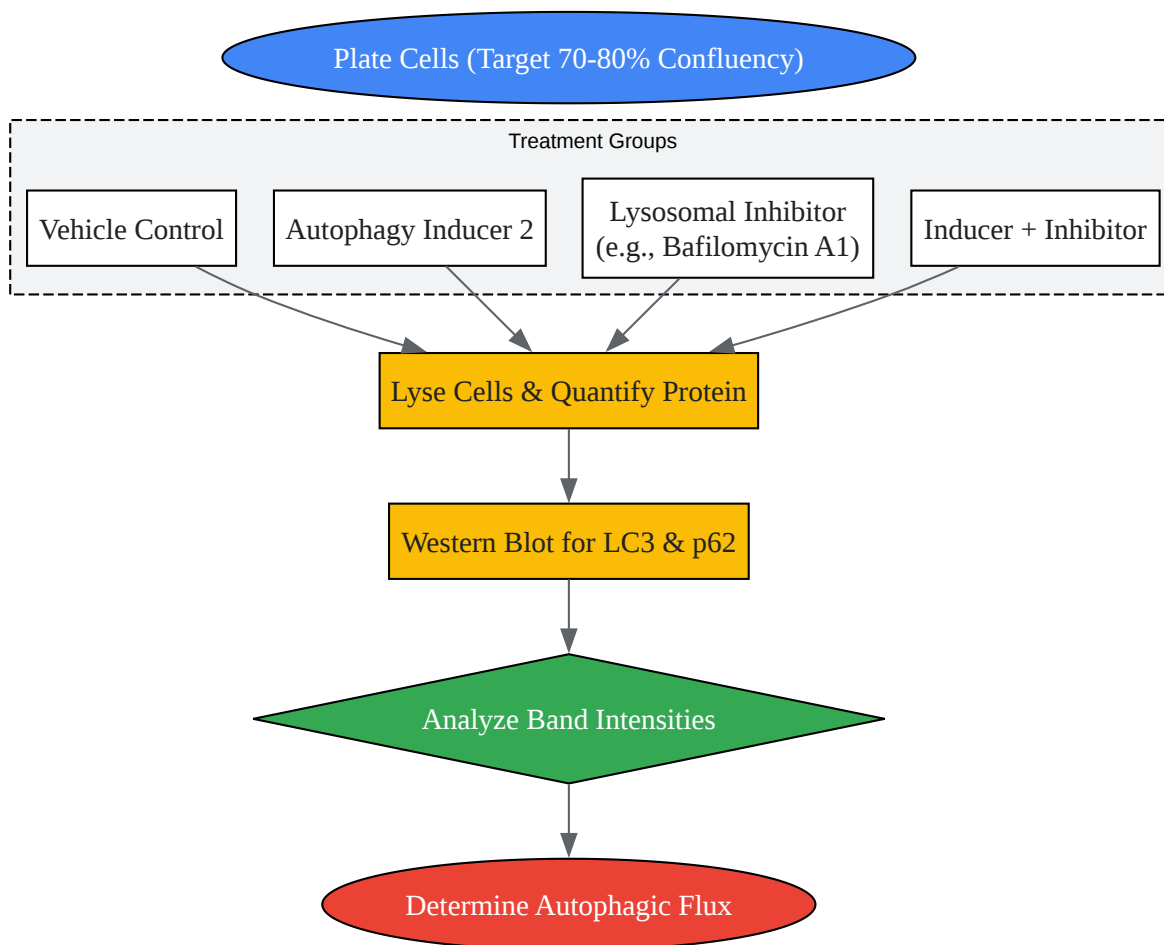 Plate Cells (Target 70-80% Confluency)
Treatment Groups
Vehicle Control
Autophagy Inducer 2
Lysosomal Inhibitor
(e.g., Bafilomycin A1)
Inducer + Inhibitor
Lyse Cells & Quantify Protein
Western Blot for LC3 & p62
Analyze Band Intensities
Determine Autophagic Flux